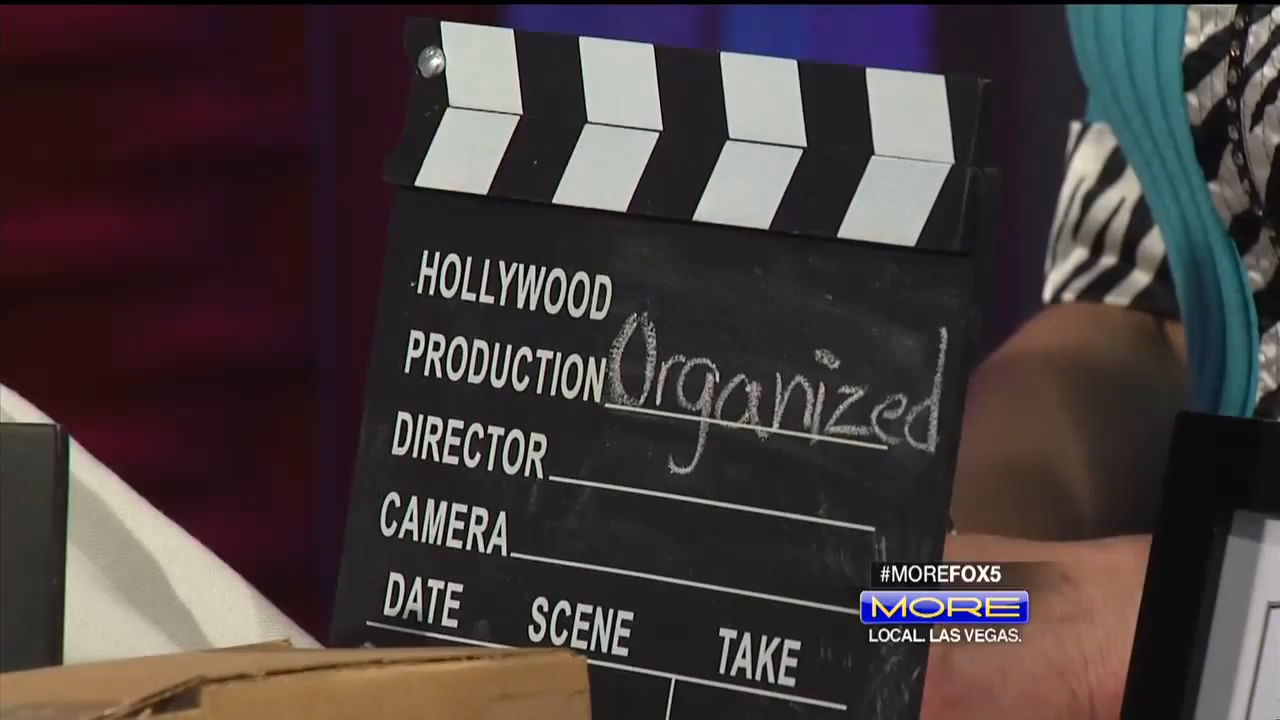 HOLLYWOOD
PRODUCTION Organized
DIRECTOR
CAMERA
DATE SCENE TAKE
#MOREFOX5
MORE
LOCAL. LAS VEGAS.